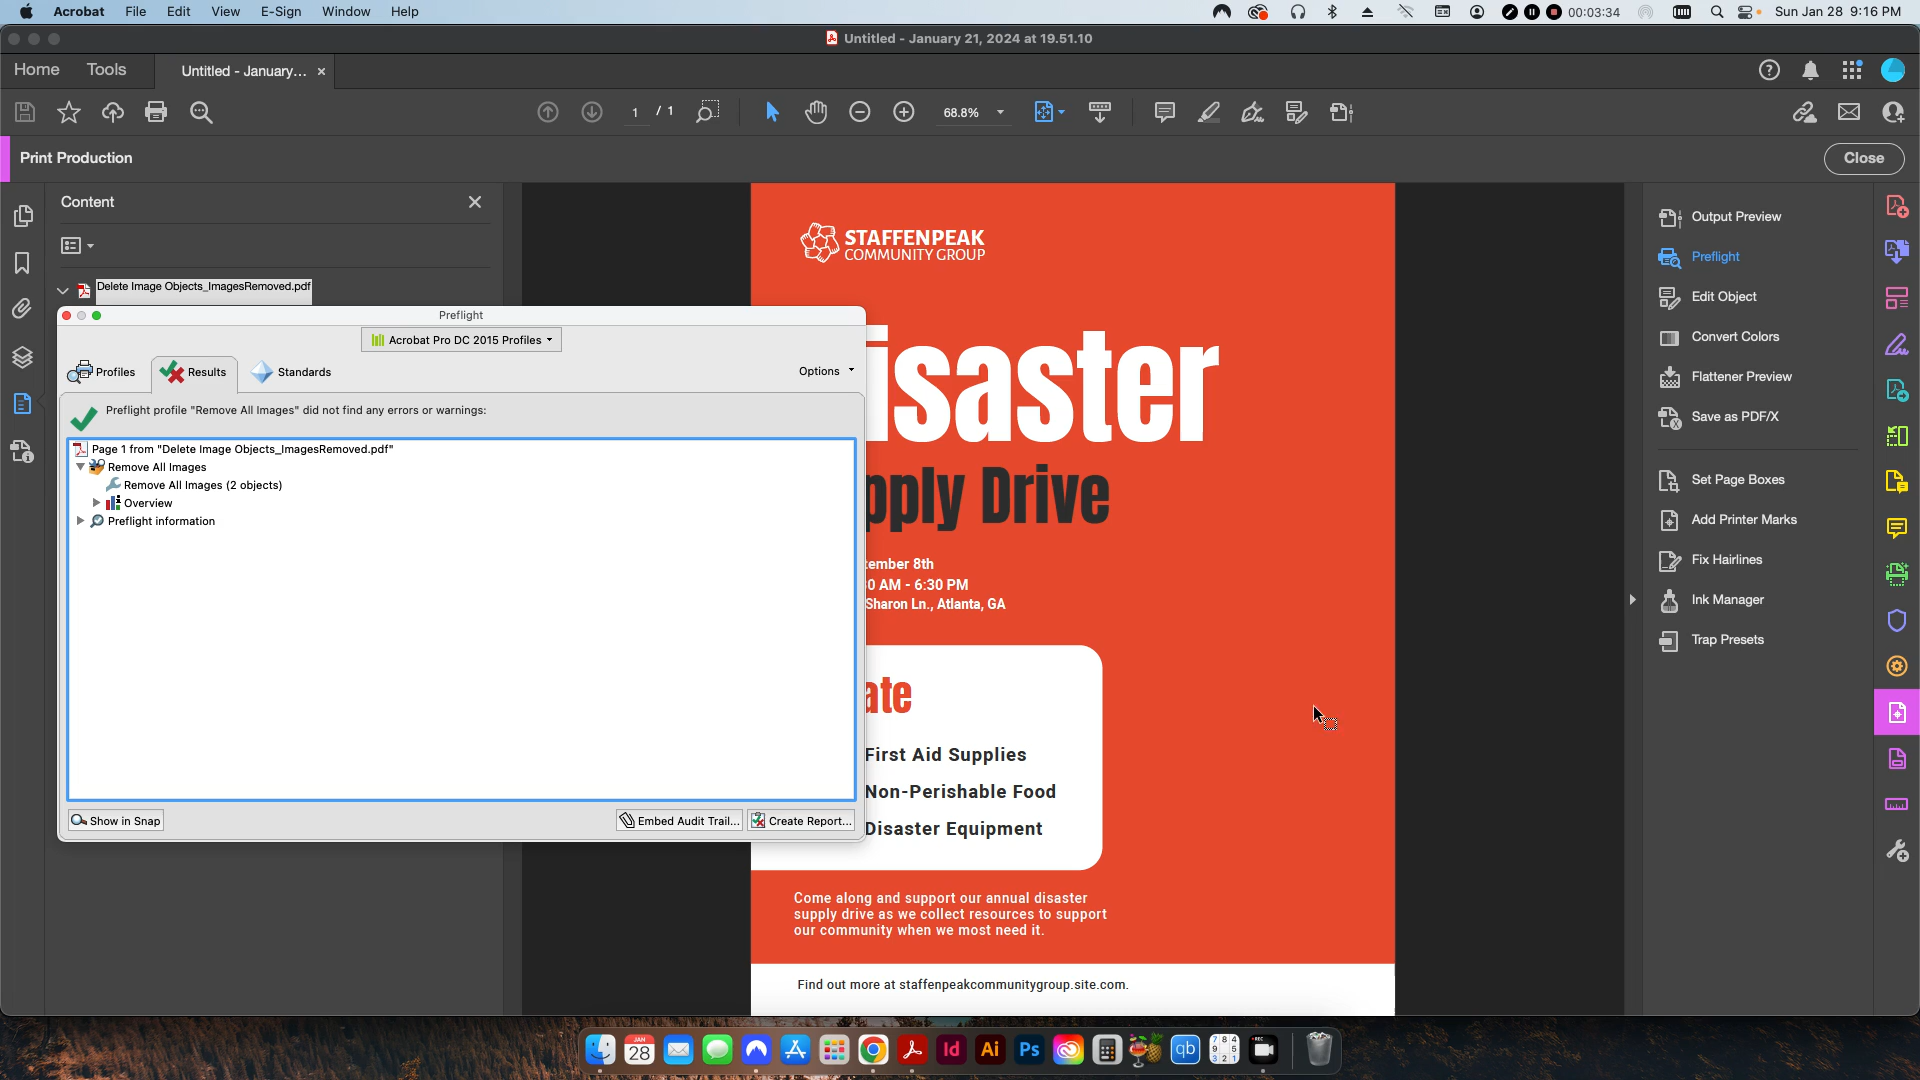 Acrobat File Edit View E-Sign Window Help
00:03:34 Sun Jan 28 9:16 PM
Untitled - January 21, 2024 at 19.51.10
Home Tools Untitled - January... ×
1 / 1 68.8%
Print Production
Close
Content
Delete Image Objects_ImagesRemoved.pdf
Preflight
Acrobat Pro DC 2015 Profiles
Profiles Results Standards Options
Preflight profile "Remove All Images" did not find any errors or warnings:
Page 1 from "Delete Image Objects_ImagesRemoved.pdf"
Remove All Images
Remove All Images (2 objects)
Overview
Preflight information
Show in Snap
Embed Audit Trail...
Create Report...
STAFFENPEAK
COMMUNITY GROUP
isaster
pply Drive
ember 8th
0 AM - 6:30 PM
Sharon Ln., Atlanta, GA
ate
First Aid Supplies
Non-Perishable Food
Disaster Equipment
Come along and support our annual disaster
supply drive as we collect resources to support
our community when we most need it.
Find out more at staffenpeakcommunitygroup.site.com.
Output Preview
Preflight
Edit Object
Convert Colors
Flattener Preview
Save as PDF/X
Set Page Boxes
Add Printer Marks
Fix Hairlines
Ink Manager
Trap Presets
JAN
28
Id
Ai
Ps
qb
REC